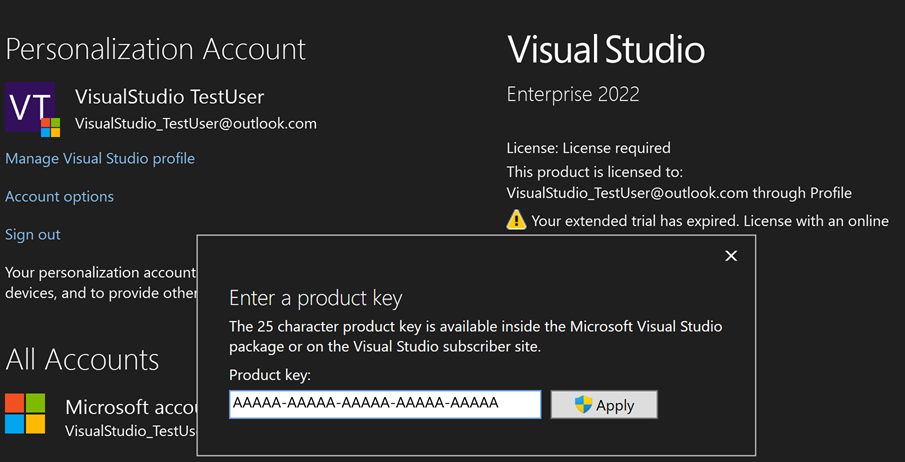 Personalization Account
VT
VisualStudio TestUser
VisualStudio_TestUser@outlook.com
Manage Visual Studio profile
Account options
Sign out
Your personalization account
devices, and to provide other
All Accounts
Microsoft accou
VisualStudio_TestUs
Visual Studio
Enterprise 2022
License: License required
This product is licensed to:
VisualStudio_TestUser@outlook.com through Profile
Your extended trial has expired. License with an online
Enter a product key
The 25 character product key is available inside the Microsoft Visual Studio
package or on the Visual Studio subscriber site.
Product key:
AAAAA-AAAAA-AAAAA-AAAAA-AAAAA
Apply